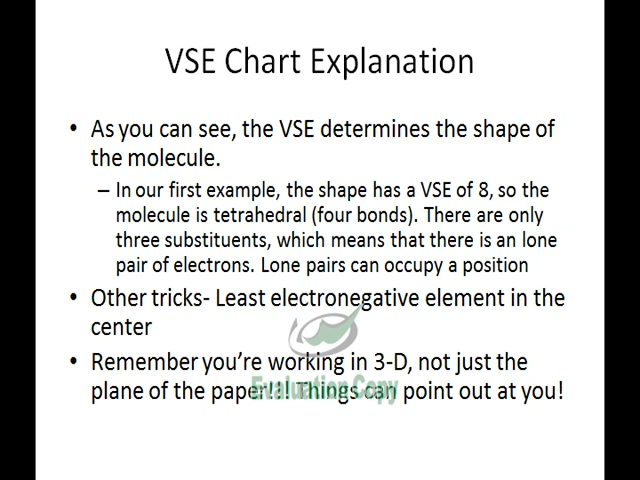 VSE Chart Explanation
• As you can see, the VSE determines the shape of
the molecule.
– In our first example, the shape has a VSE of 8, so the
molecule is tetrahedral (four bonds). There are only
three substituents, which means that there is an lone
pair of electrons. Lone pairs can occupy a position
• Other tricks- Least electronegative element in the
center
• Remember you're working in 3-D, not just the
plane of the paper!!! Things can point out at you!
Evaluation Copy